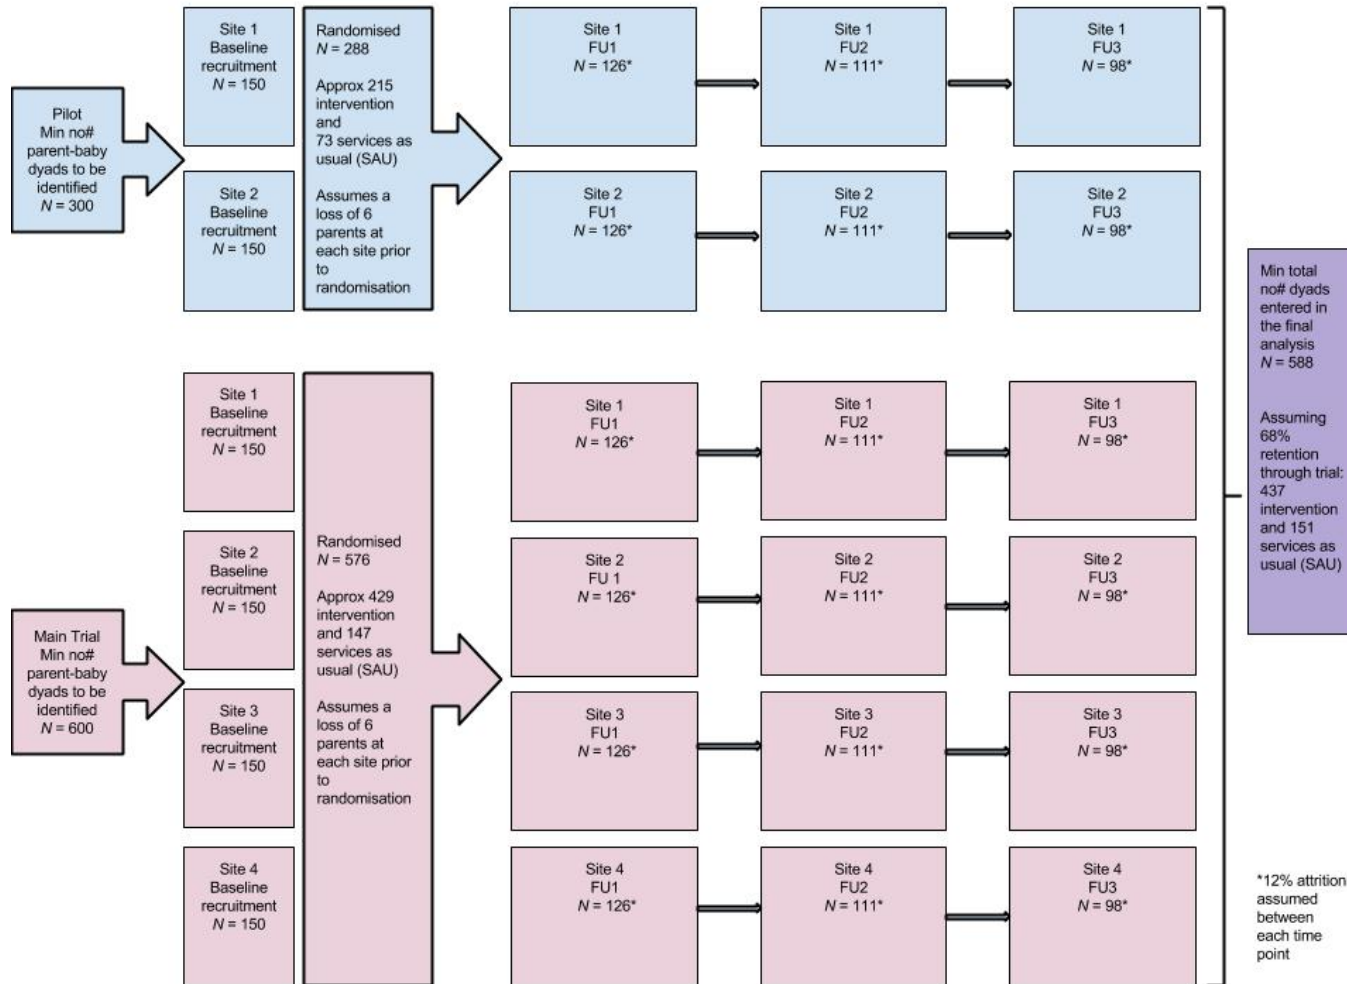 Pilot
Min no#
parent-baby
dyads to be
identified
N = 300
Site 1
Baseline
recruitment
N = 150
Site 2
Baseline
recruitment
N = 150
Randomised
N = 288
Approx 215
intervention
and
73 services as
usual (SAU)
Assumes a
loss of 6
parents at
each site prior
to
randomisation
Site 1
FU1
N = 126*
Site 1
FU2
N = 111*
Site 1
FU3
N = 98*
Site 2
FU1
N = 126*
Site 2
FU2
N = 111*
Site 2
FU3
N = 98*
Main Trial
Min no#
parent-baby
dyads to be
identified
N = 600
Site 1
Baseline
recruitment
N = 150
Site 2
Baseline
recruitment
N = 150
Site 3
Baseline
recruitment
N = 150
Site 4
Baseline
recruitment
N = 150
Randomised
N = 576
Approx 429
intervention
and 147
services as
usual (SAU)
Assumes a
loss of 6
parents at
each site prior
to
randomisation
Site 1
FU1
N = 126*
Site 1
FU2
N = 111*
Site 1
FU3
N = 98*
Site 2
FU 1
N = 126*
Site 2
FU2
N = 111*
Site 2
FU3
N = 98*
Site 3
FU1
N = 126*
Site 3
FU2
N = 111*
Site 3
FU3
N = 98*
Site 4
FU1
N = 126*
Site 4
FU2
N = 111*
Site 4
FU3
N = 98*
Min total
no# dyads
entered in
the final
analysis
N = 588
Assuming
68%
retention
through trial:
437
intervention
and 151
services as
usual (SAU)
*12% attrition
assumed
between
each time
point